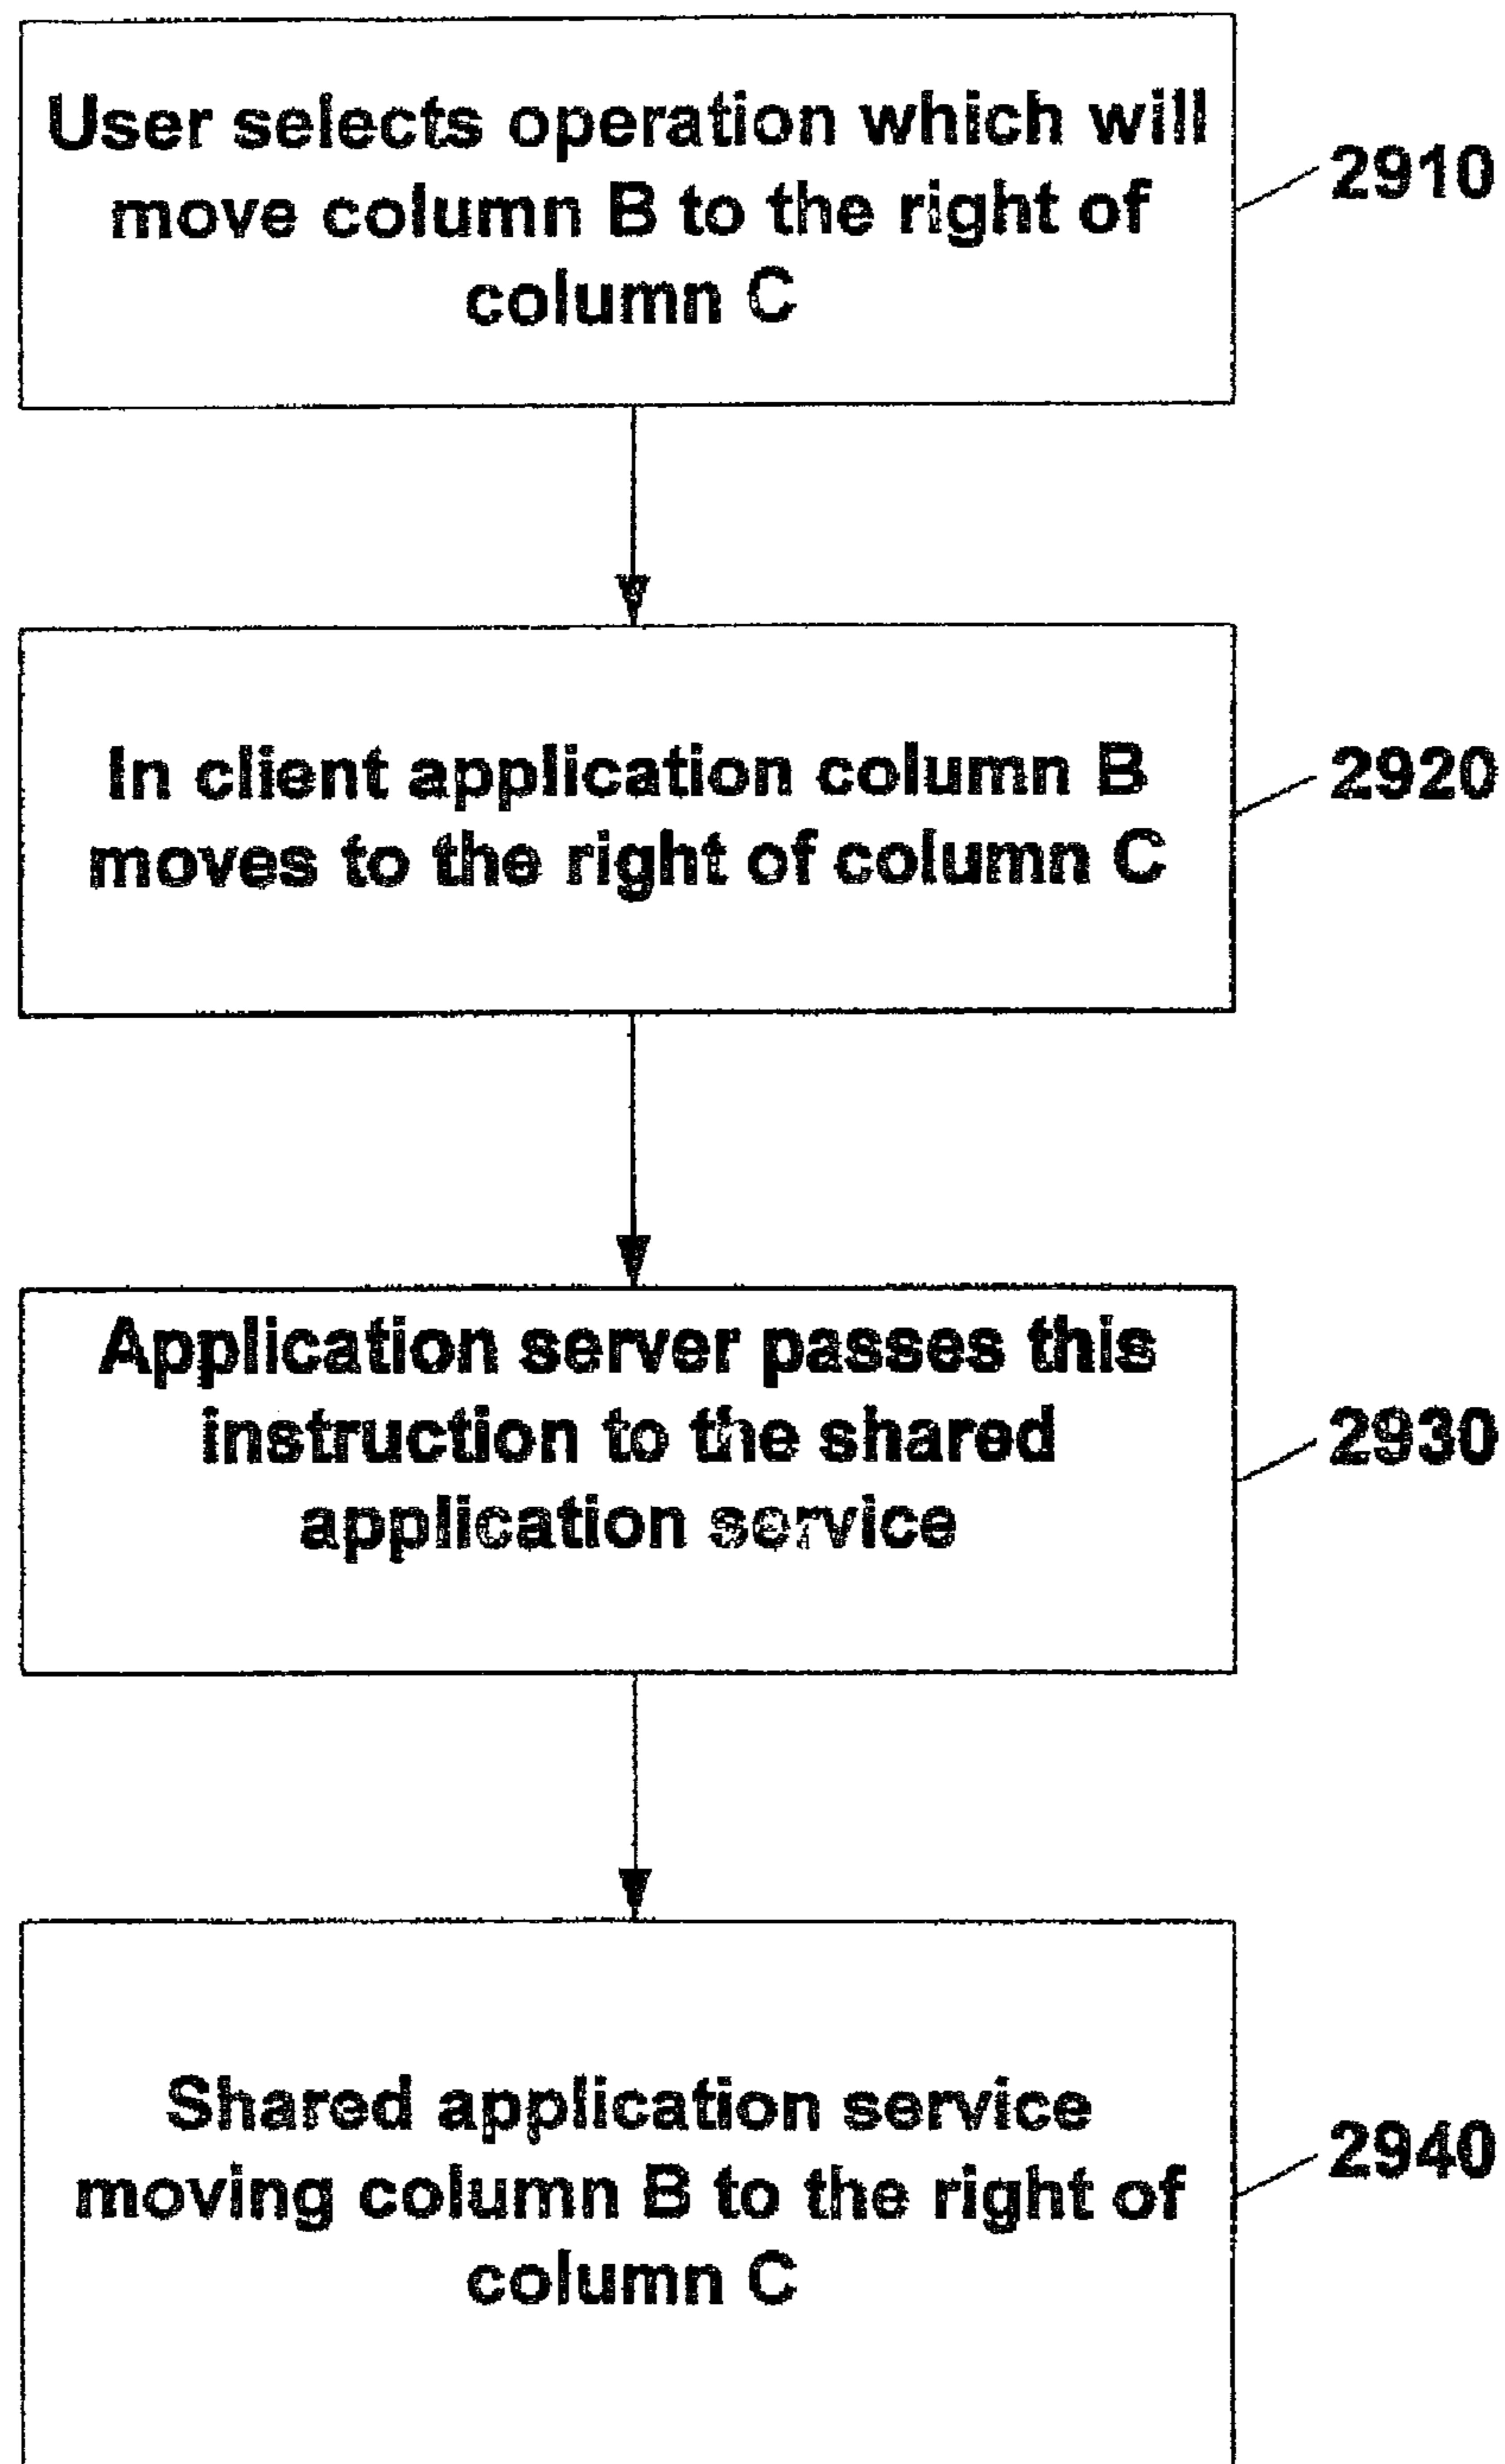 User selects operation which will
move column B to the right of
column C
2910
In client application column B
moves to the right of column C
2920
Application server passes this
instruction to the shared
application service
2930
Shared application service
moving column B to the right of
column C
2940